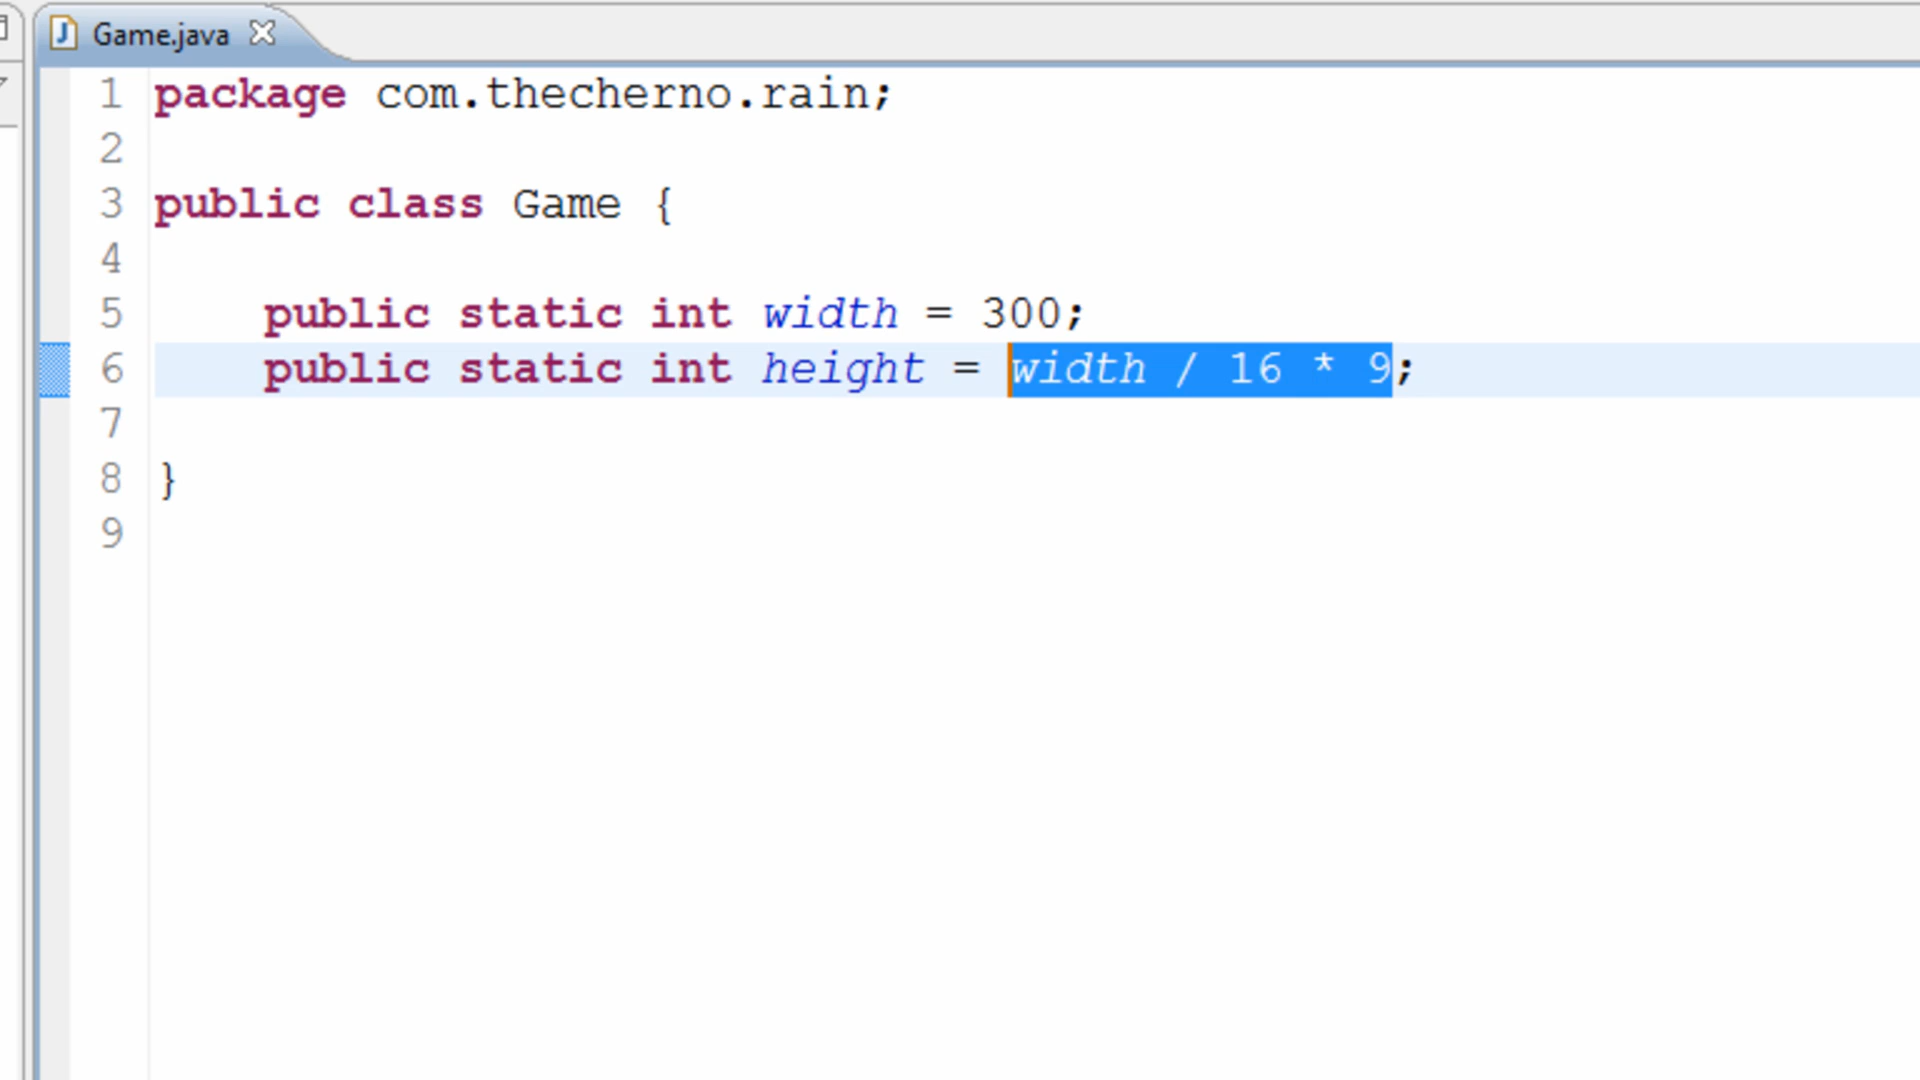 Game.java
1 package com.thecherno.rain;
2
3 public class Game {
4
5     public static int width = 300;
6     public static int height = width / 16 * 9;
7
8 }
9